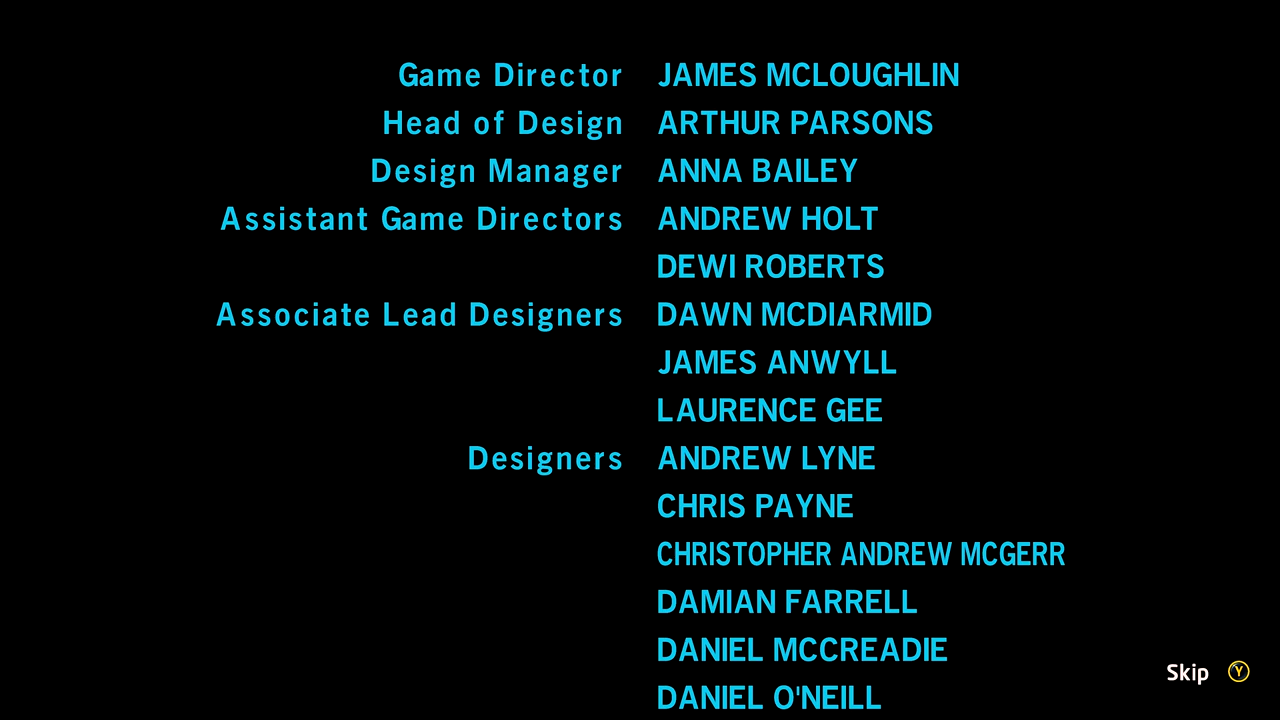 Game Director JAMES MCLOUGHLIN
Head of Design ARTHUR PARSONS
Design Manager ANNA BAILEY
Assistant Game Directors ANDREW HOLT
DEWI ROBERTS
Associate Lead Designers DAWN MCDIARMID
JAMES ANWYLL
LAURENCE GEE
Designers ANDREW LYNE
CHRIS PAYNE
CHRISTOPHER ANDREW MCGERR
DAMIAN FARRELL
DANIEL MCCREADIE
Skip Y
DANIEL O'NEILL